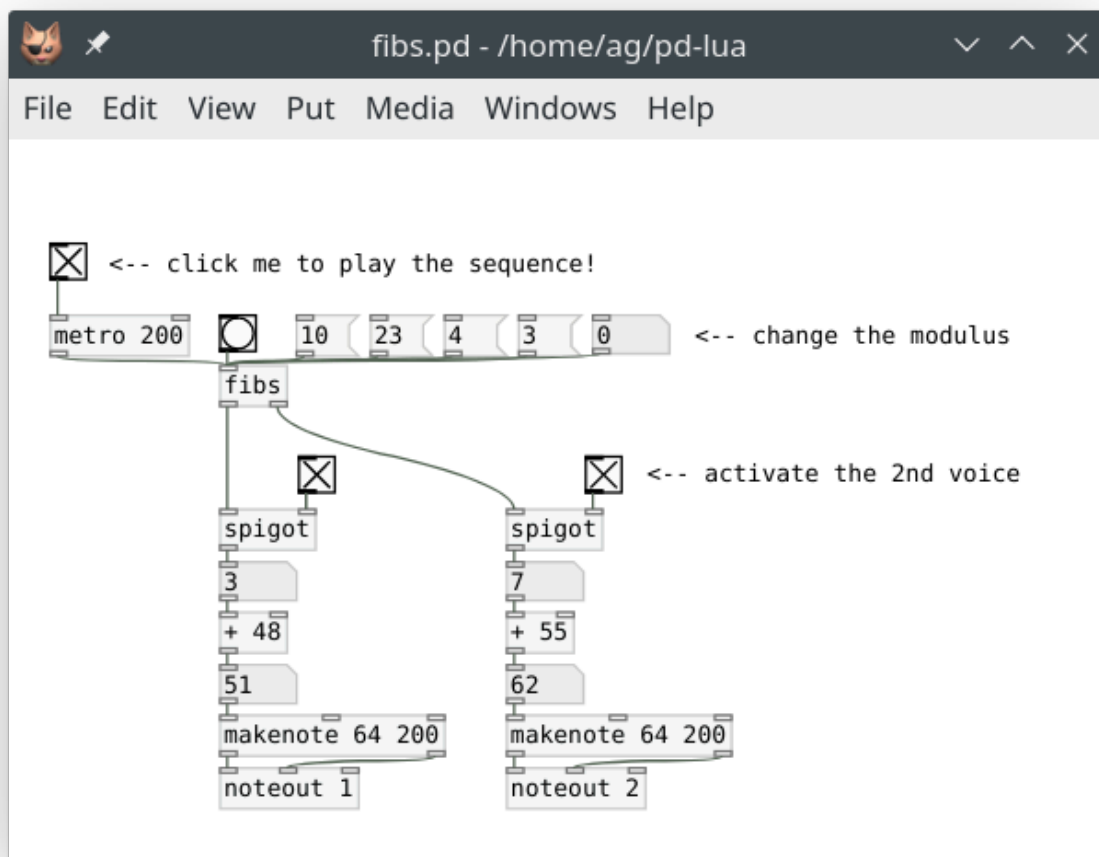 fibs.pd - /home/ag/pd-lua
File Edit View Put Media Windows Help
<-- click me to play the sequence!
metro 200 10 23 4 3 0 <-- change the modulus
fibs
<-- activate the 2nd voice
spigot spigot
3 7
+ 48 + 55
51 62
makenote 64 200 makenote 64 200
noteout 1 noteout 2